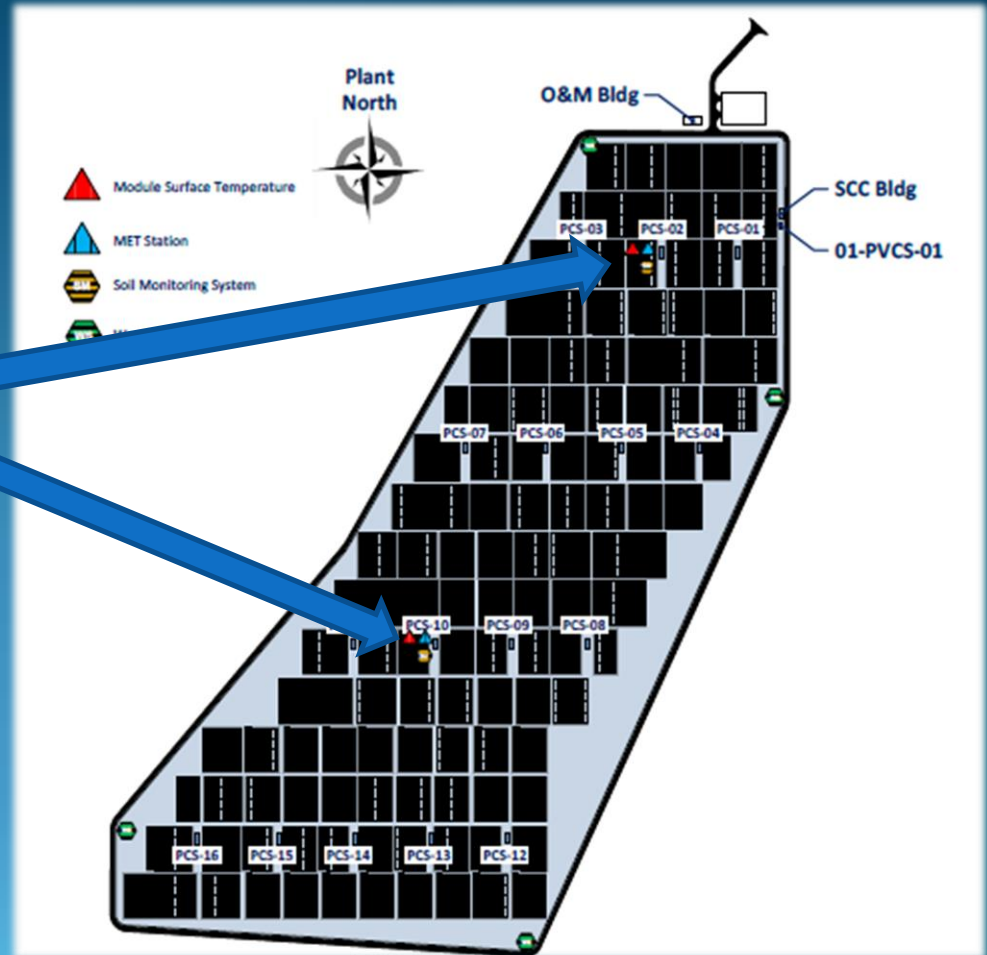 Plant
North
O&M Bldg
Module Surface Temperature
MET Station
Soil Monitoring System
SCC Bldg
01-PVCS-01
PCS-03
PCS-02
PCS-01
PCS-07
PCS-06
PCS-05
PCS-04
PCS-10
PCS-09
PCS-08
PCS-16
PCS-15
PCS-14
PCS-13
PCS-12